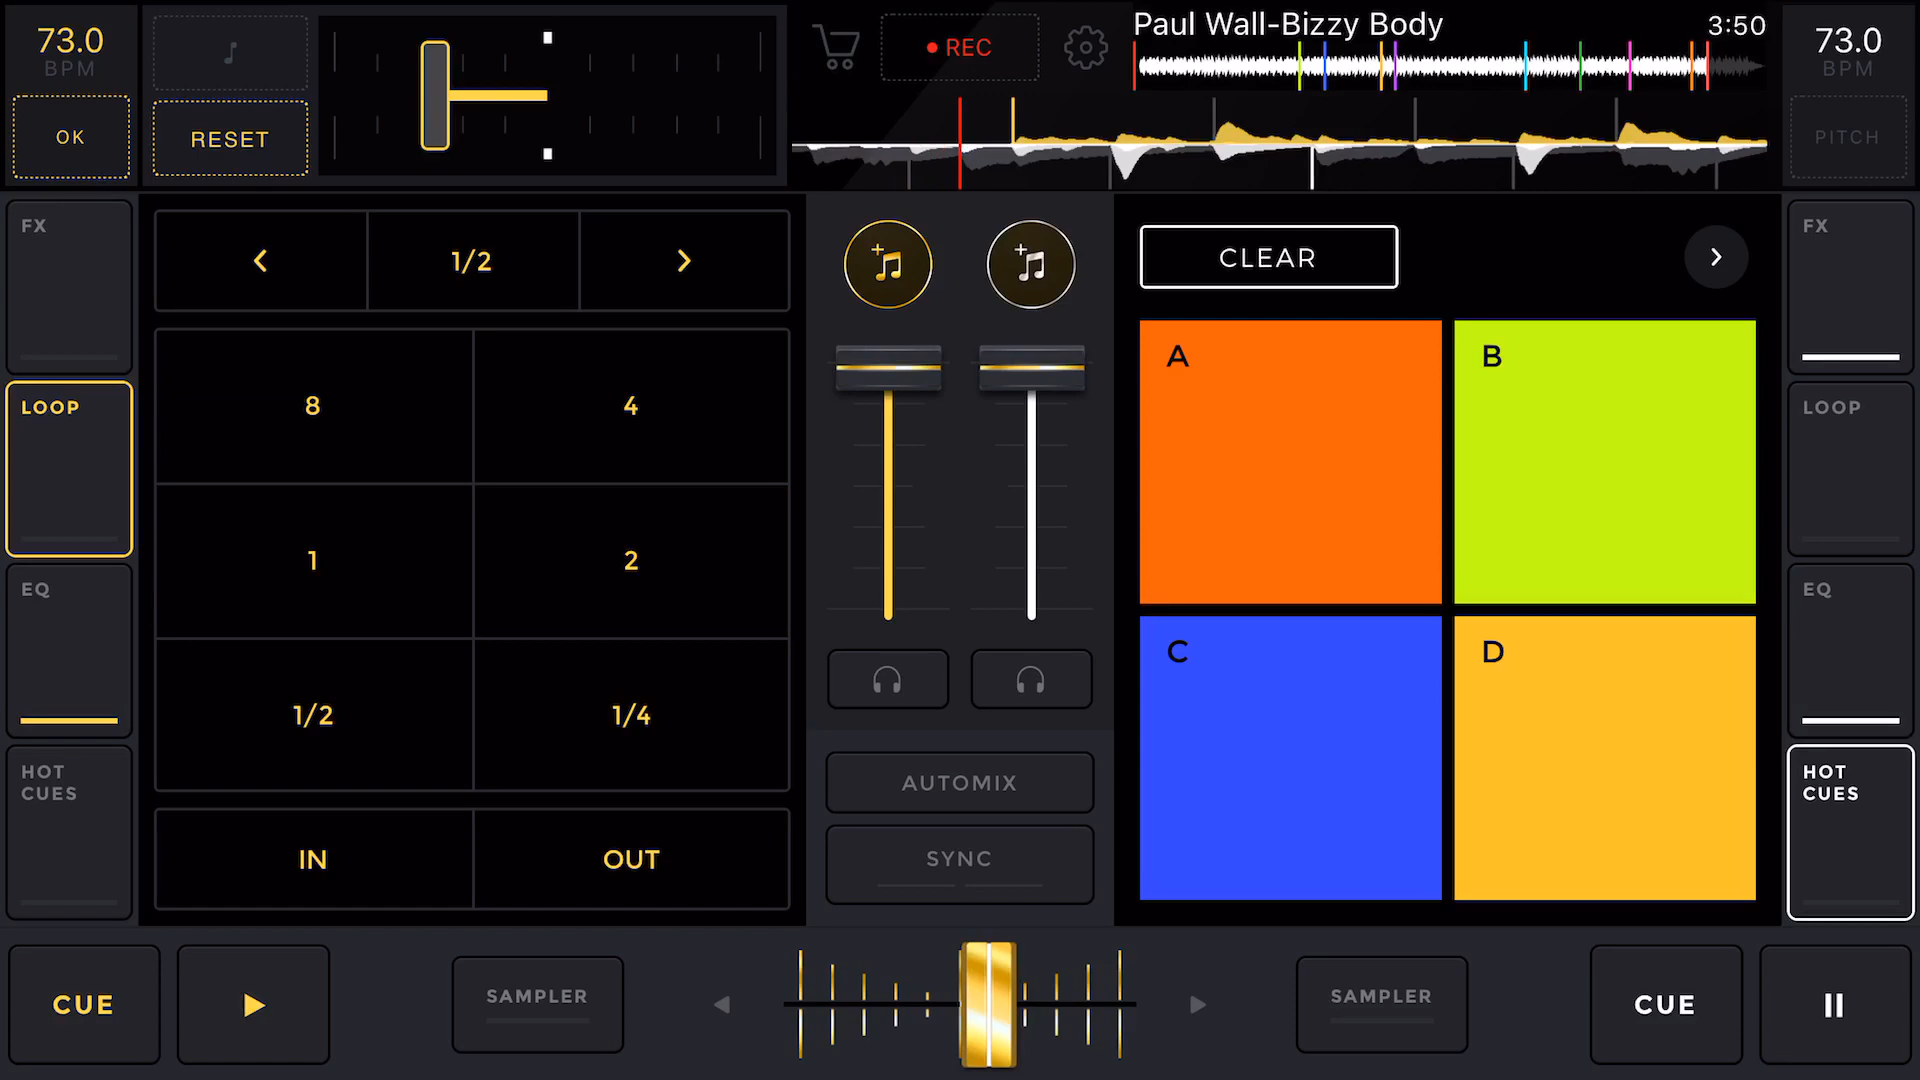 73.0
BPM
OK
RESET
REC
Paul Wall-Bizzy Body
3:50
73.0
BPM
PITCH
FX
LOOP
EQ
HOT
CUES
1/2
8
4
1
2
1/2
1/4
IN
OUT
AUTOMIX
SYNC
CLEAR
A
B
C
D
FX
LOOP
EQ
HOT
CUES
CUE
SAMPLER
SAMPLER
CUE